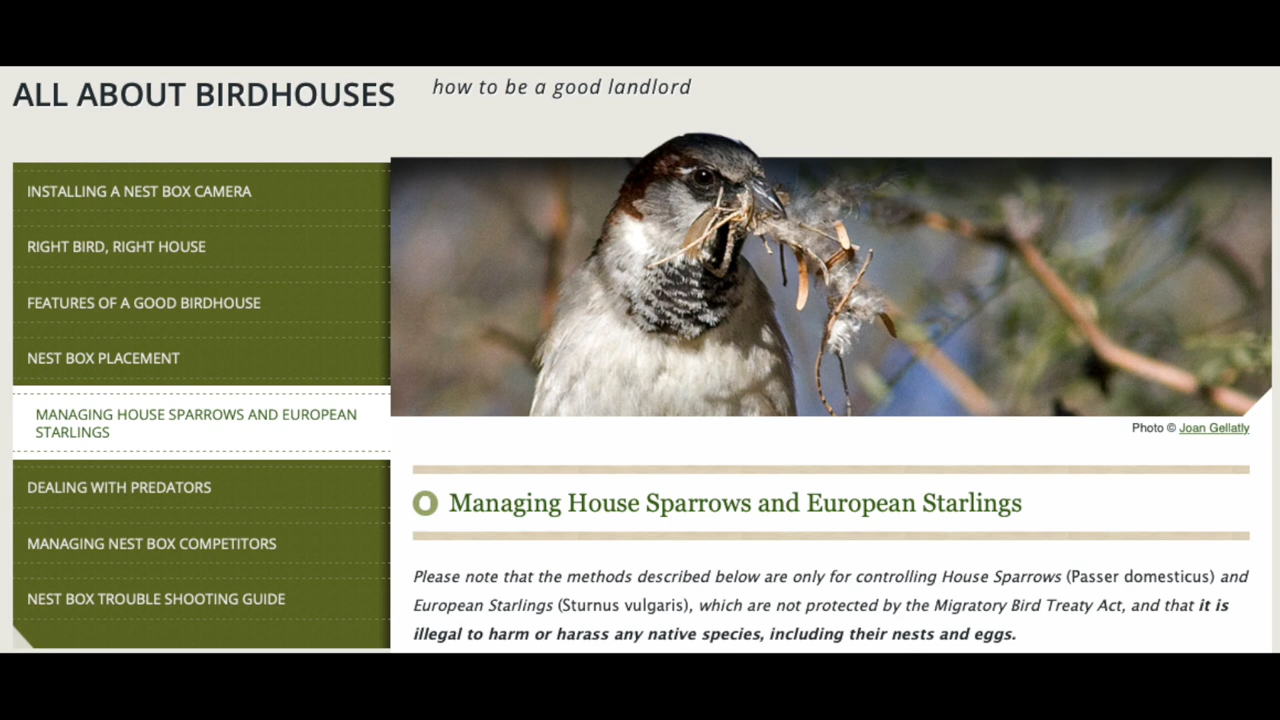 ALL ABOUT BIRDHOUSES
how to be a good landlord
INSTALLING A NEST BOX CAMERA
RIGHT BIRD, RIGHT HOUSE
FEATURES OF A GOOD BIRDHOUSE
NEST BOX PLACEMENT
MANAGING HOUSE SPARROWS AND EUROPEAN
STARLINGS
DEALING WITH PREDATORS
MANAGING NEST BOX COMPETITORS
NEST BOX TROUBLE SHOOTING GUIDE
Photo © Joan Gellatly
Managing House Sparrows and European Starlings
Please note that the methods described below are only for controlling House Sparrows (Passer domesticus) and
European Starlings (Sturnus vulgaris), which are not protected by the Migratory Bird Treaty Act, and that it is
illegal to harm or harass any native species, including their nests and eggs.